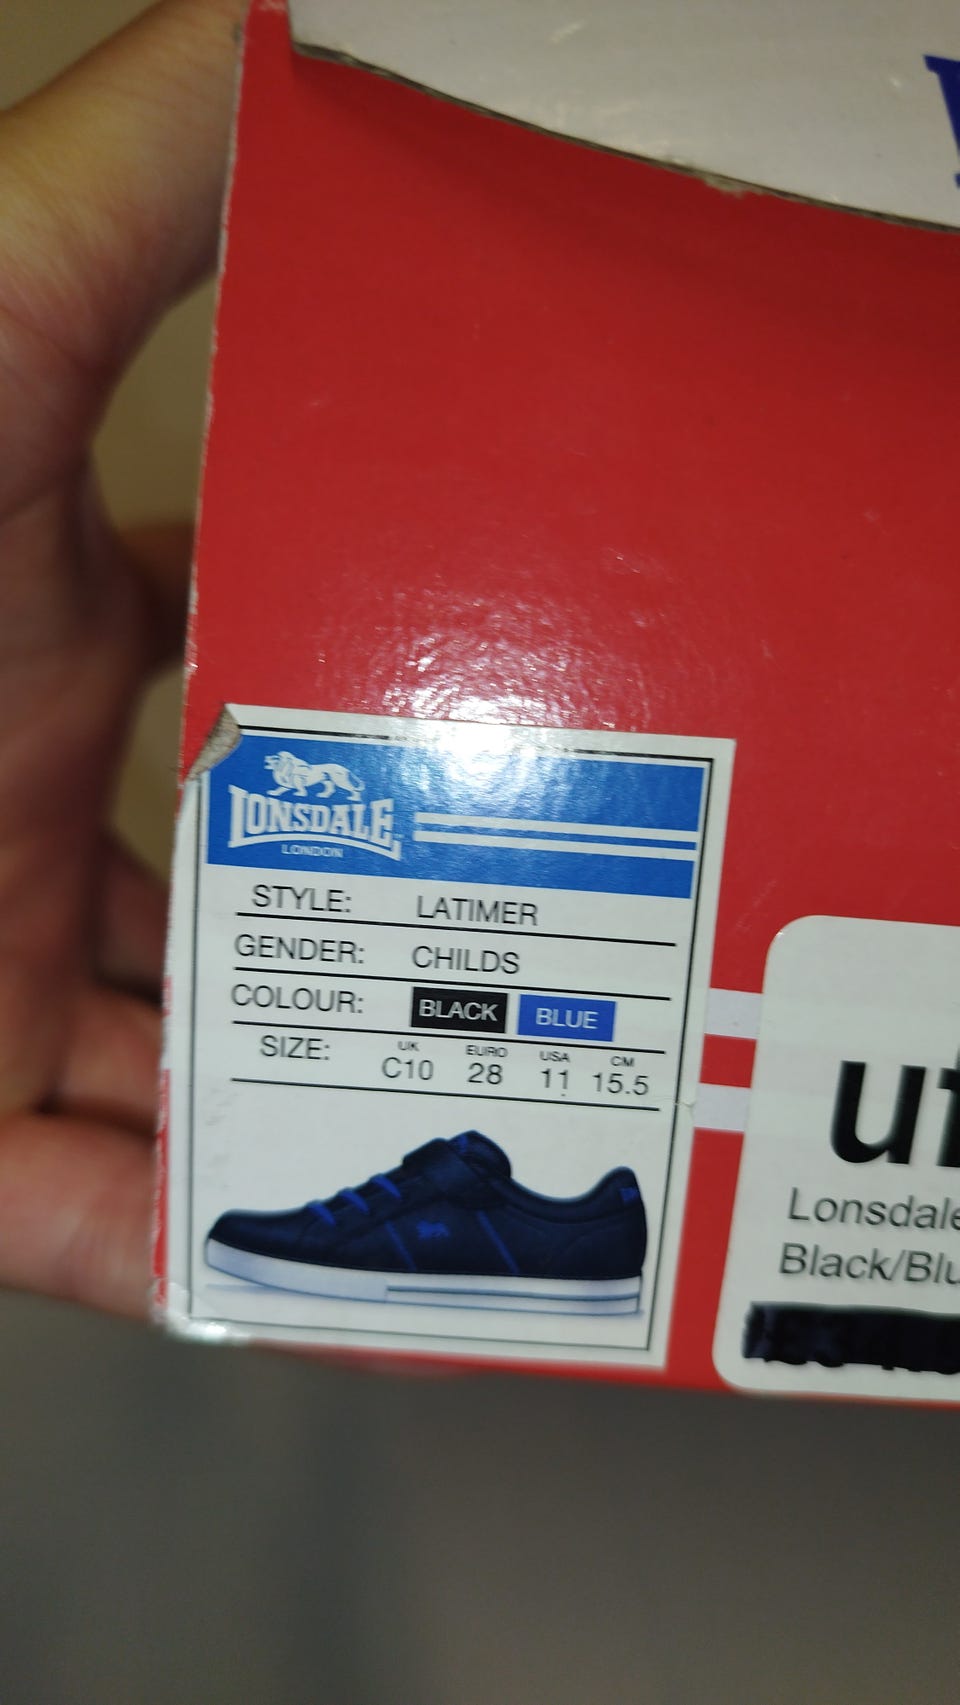 LONSDALE
LONDON
STYLE: LATIMER
GENDER: CHILDS
COLOUR: BLACK BLUE
SIZE: UK C10 EURO 28 USA 11 CM 15.5
Lonsdale
Black/Blu